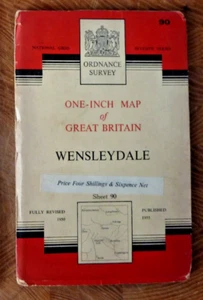 90
ORDNANCE
SURVEY
ONE-INCH MAP
of
GREAT BRITAIN
WENSLEYDALE
Price Four Shillings & Sixpence Net
Sheet 90
FULLY REVISED
PUBLISHED